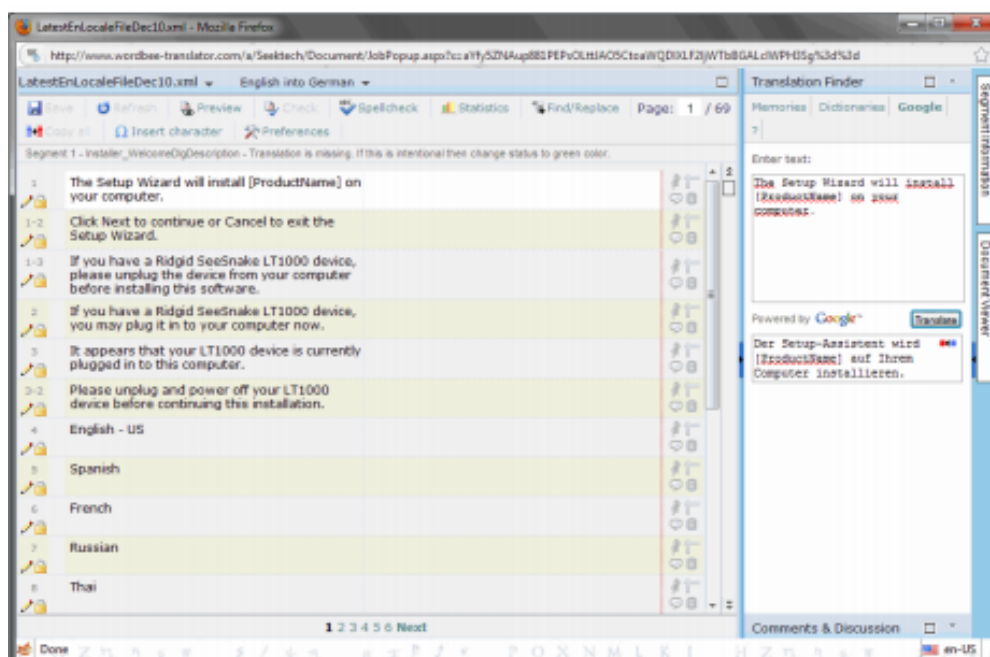 LatestEnLocaleFileDec10.xml - Mozilla Firefox
LatestEnLocaleFileDec10.xml English into German
Save Refresh Preview Check Spellcheck Statistics Find/Replace Page: 1 / 69
Copy all Insert character Preferences
Segment 1 - Installer_WelcomeDlgDescription - Translation is missing. If this is intentional then change status to green color.
1
The Setup Wizard will install [ProductName] on
your computer.
1-2
Click Next to continue or Cancel to exit the
Setup Wizard.
1-3
If you have a Ridgid SeeSnake LT1000 device,
please unplug the device from your computer
before installing this software.
2
If you have a Ridgid SeeSnake LT1000 device,
you may plug it in to your computer now.
3
It appears that your LT1000 device is currently
plugged in to this computer.
3-2
Please unplug and power off your LT1000
device before continuing this installation.
4
English - US
5
Spanish
6
French
7
Russian
8
Thai
1 2 3 4 5 6 Next
Translation Finder
Memories Dictionaries Google
?
Enter text:
The Setup Wizard will install
[ProductName] on your
computer.
Powered by Google Translate
Der Setup-Assistent wird
[ProductName] auf Ihrem
Computer installieren.
Comments & Discussion
Segment Information
Document Viewer
Done
en-US